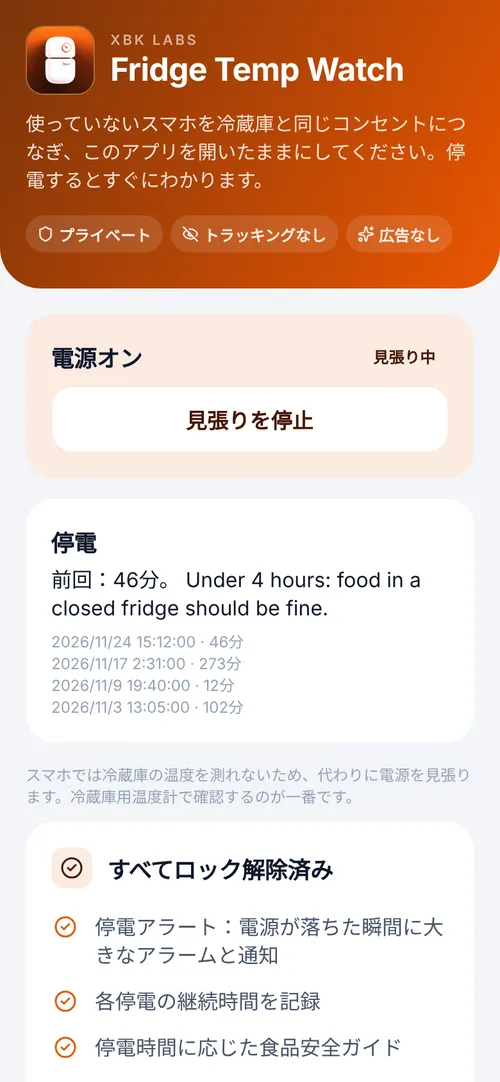 XBK LABS
Fridge Temp Watch
使っていないスマホを冷蔵庫と同じコンセントにつ
なぎ、このアプリを開いたままにしてください。停
電するとすぐにわかります。
プライベート
トラッキングなし
広告なし
電源オン
見張り中
見張りを停止
停電
前回：46分。 Under 4 hours: food in a
closed fridge should be fine.
2026/11/24 15:12:00 · 46分
2026/11/17 2:31:00 · 273分
2026/11/9 19:40:00 · 12分
2026/11/3 13:05:00 · 102分
スマホでは冷蔵庫の温度を測れないため、代わりに電源を見張り
ます。冷蔵庫用温度計で確認するのが一番です。
すべてロック解除済み
停電アラート：電源が落ちた瞬間に大
きなアラームと通知
各停電の継続時間を記録
停電時間に応じた食品安全ガイド